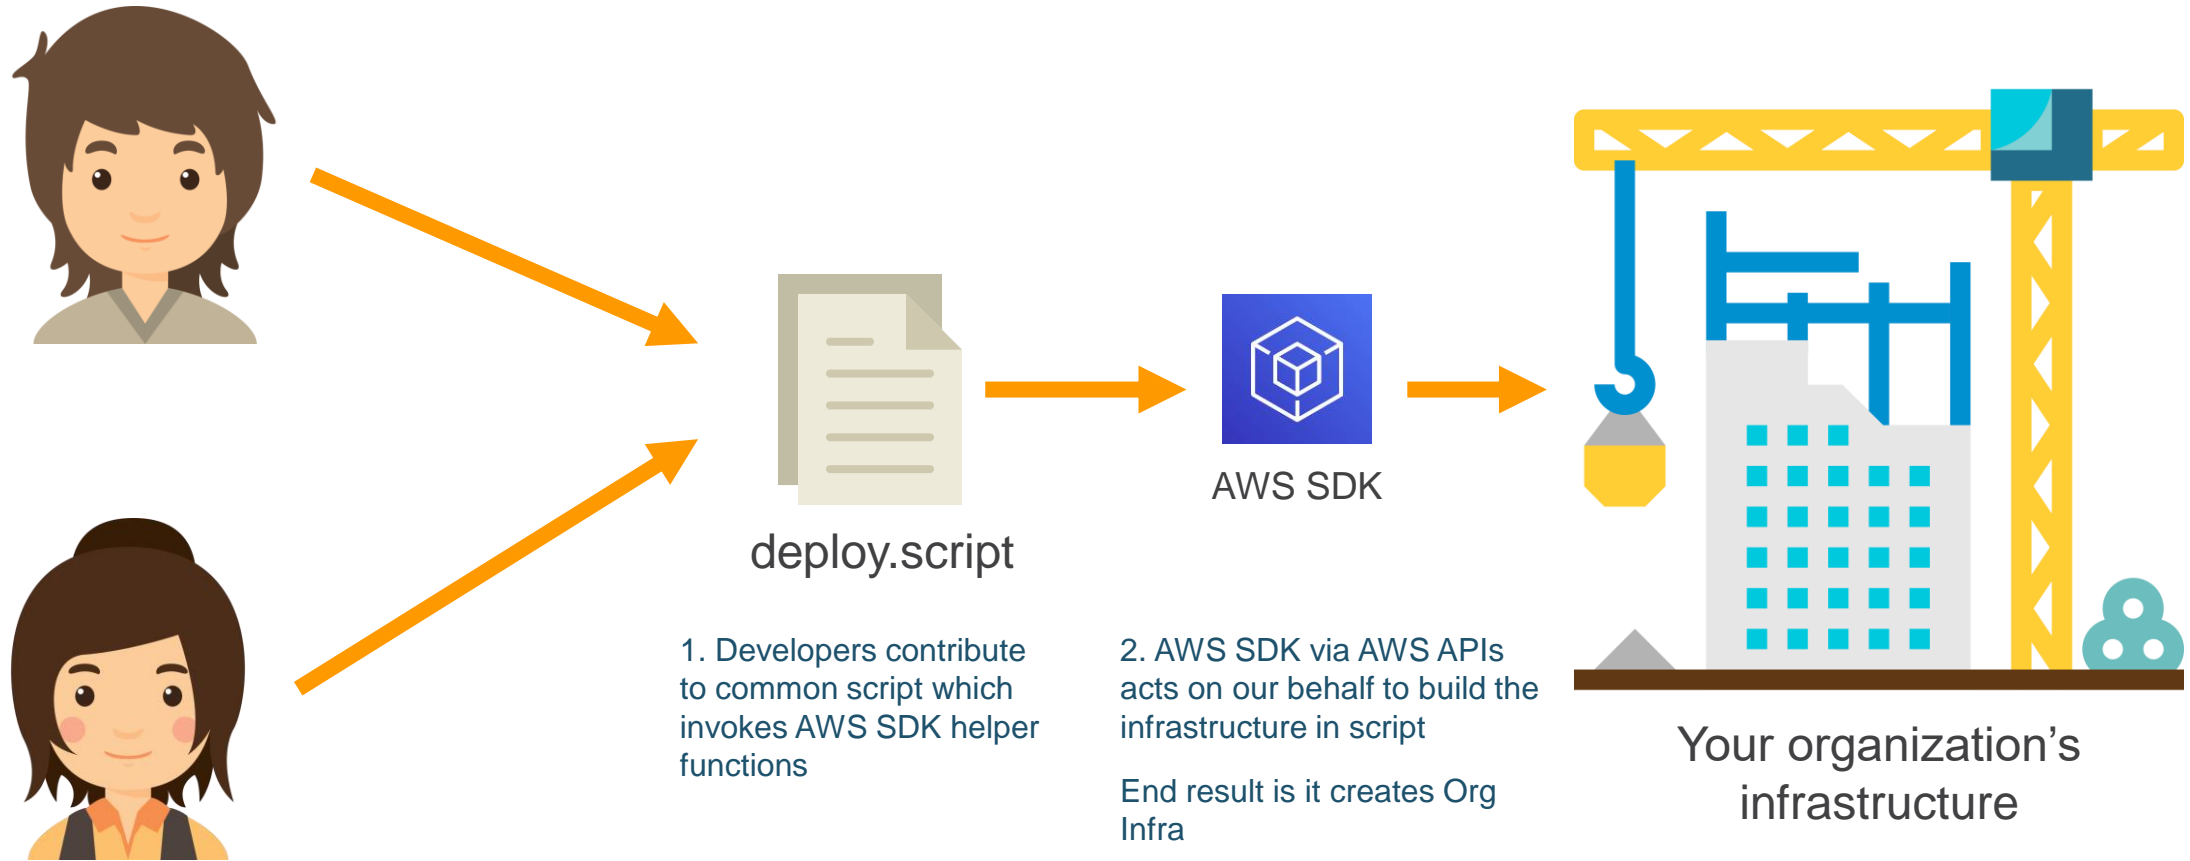 deploy.script
AWS SDK
1. Developers contribute
to common script which
invokes AWS SDK helper
functions
2. AWS SDK via AWS APIs
acts on our behalf to build the
infrastructure in script
End result is it creates Org
Infra
Your organization’s
infrastructure